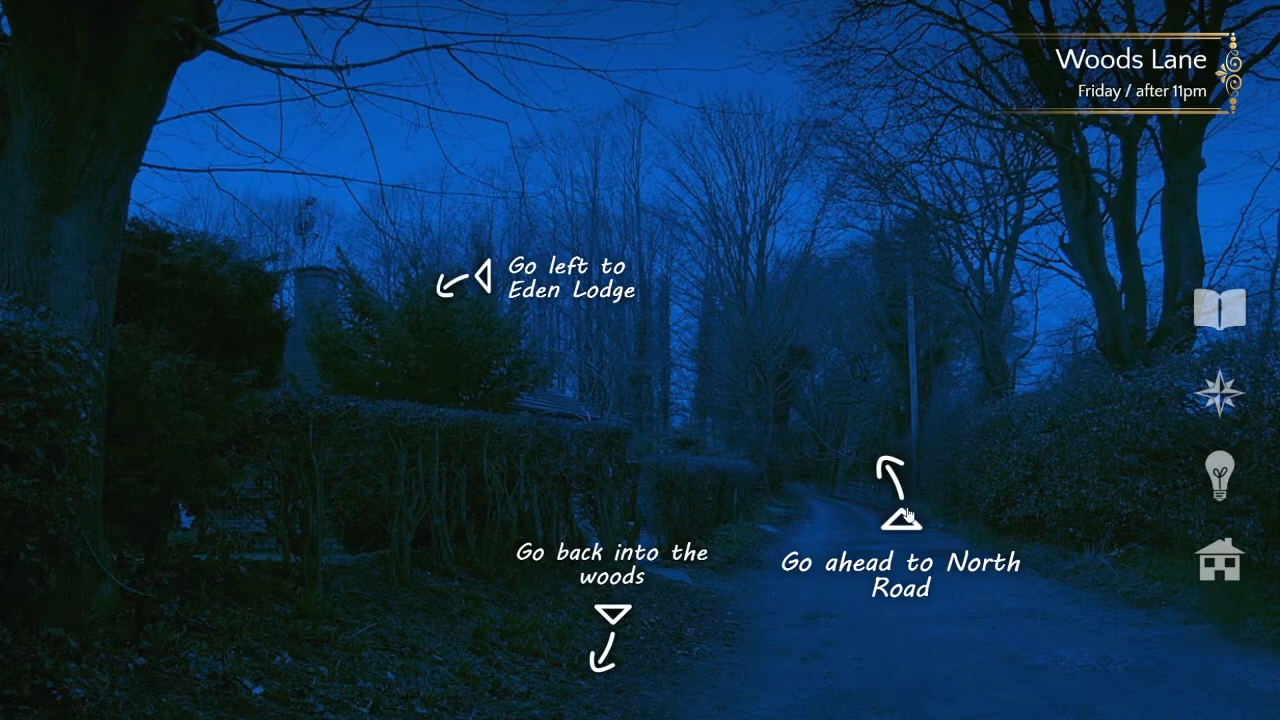 Woods Lane
Friday / after 11pm
Go left to
Eden Lodge
Go back into the
woods
Go ahead to North
Road